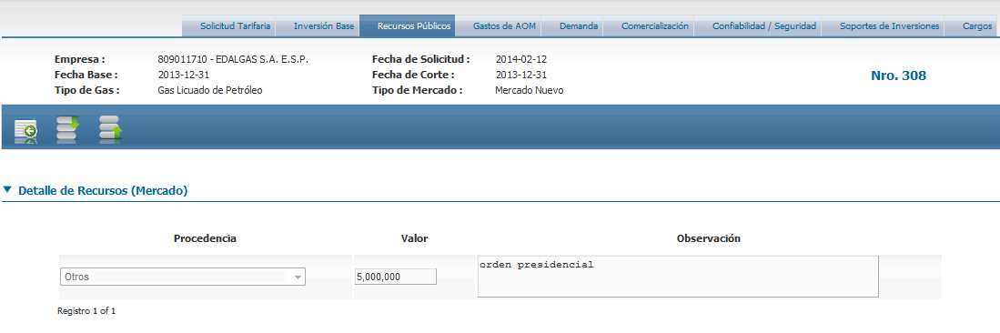 Solicitud Tarifaria Inversión Base Recursos Públicos Gastos de AOM Demanda Comercialización Confiabilidad / Seguridad Soportes de Inversiones Cargos
Empresa : 809011710 - EDALGAS S.A. E.S.P. Fecha de Solicitud : 2014-02-12
Fecha Base : 2013-12-31 Fecha de Corte : 2013-12-31 Nro. 308
Tipo de Gas : Gas Licuado de Petróleo Tipo de Mercado : Mercado Nuevo
Detalle de Recursos (Mercado)
Procedencia Valor Observación
Otros 5,000,000 orden presidencial
Registro 1 of 1